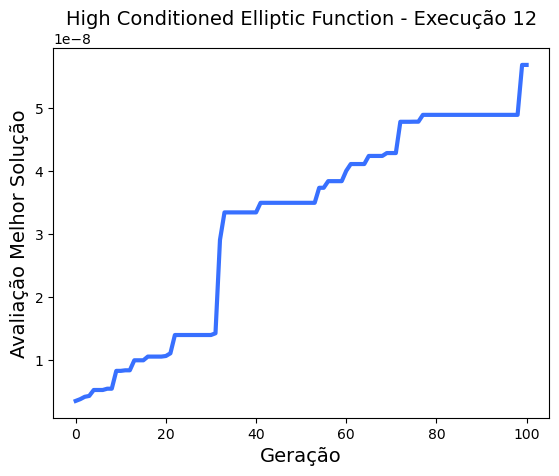 High Conditioned Elliptic Function - Execução 12
1e−8
Avaliação Melhor Solução
5
4
3
2
1
0 20 40 60 80 100
Geração